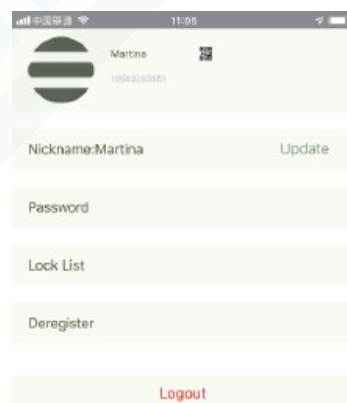 中国联通 11:05
Martina
Nickname:Martina Update
Password
Lock List
Deregister
Logout